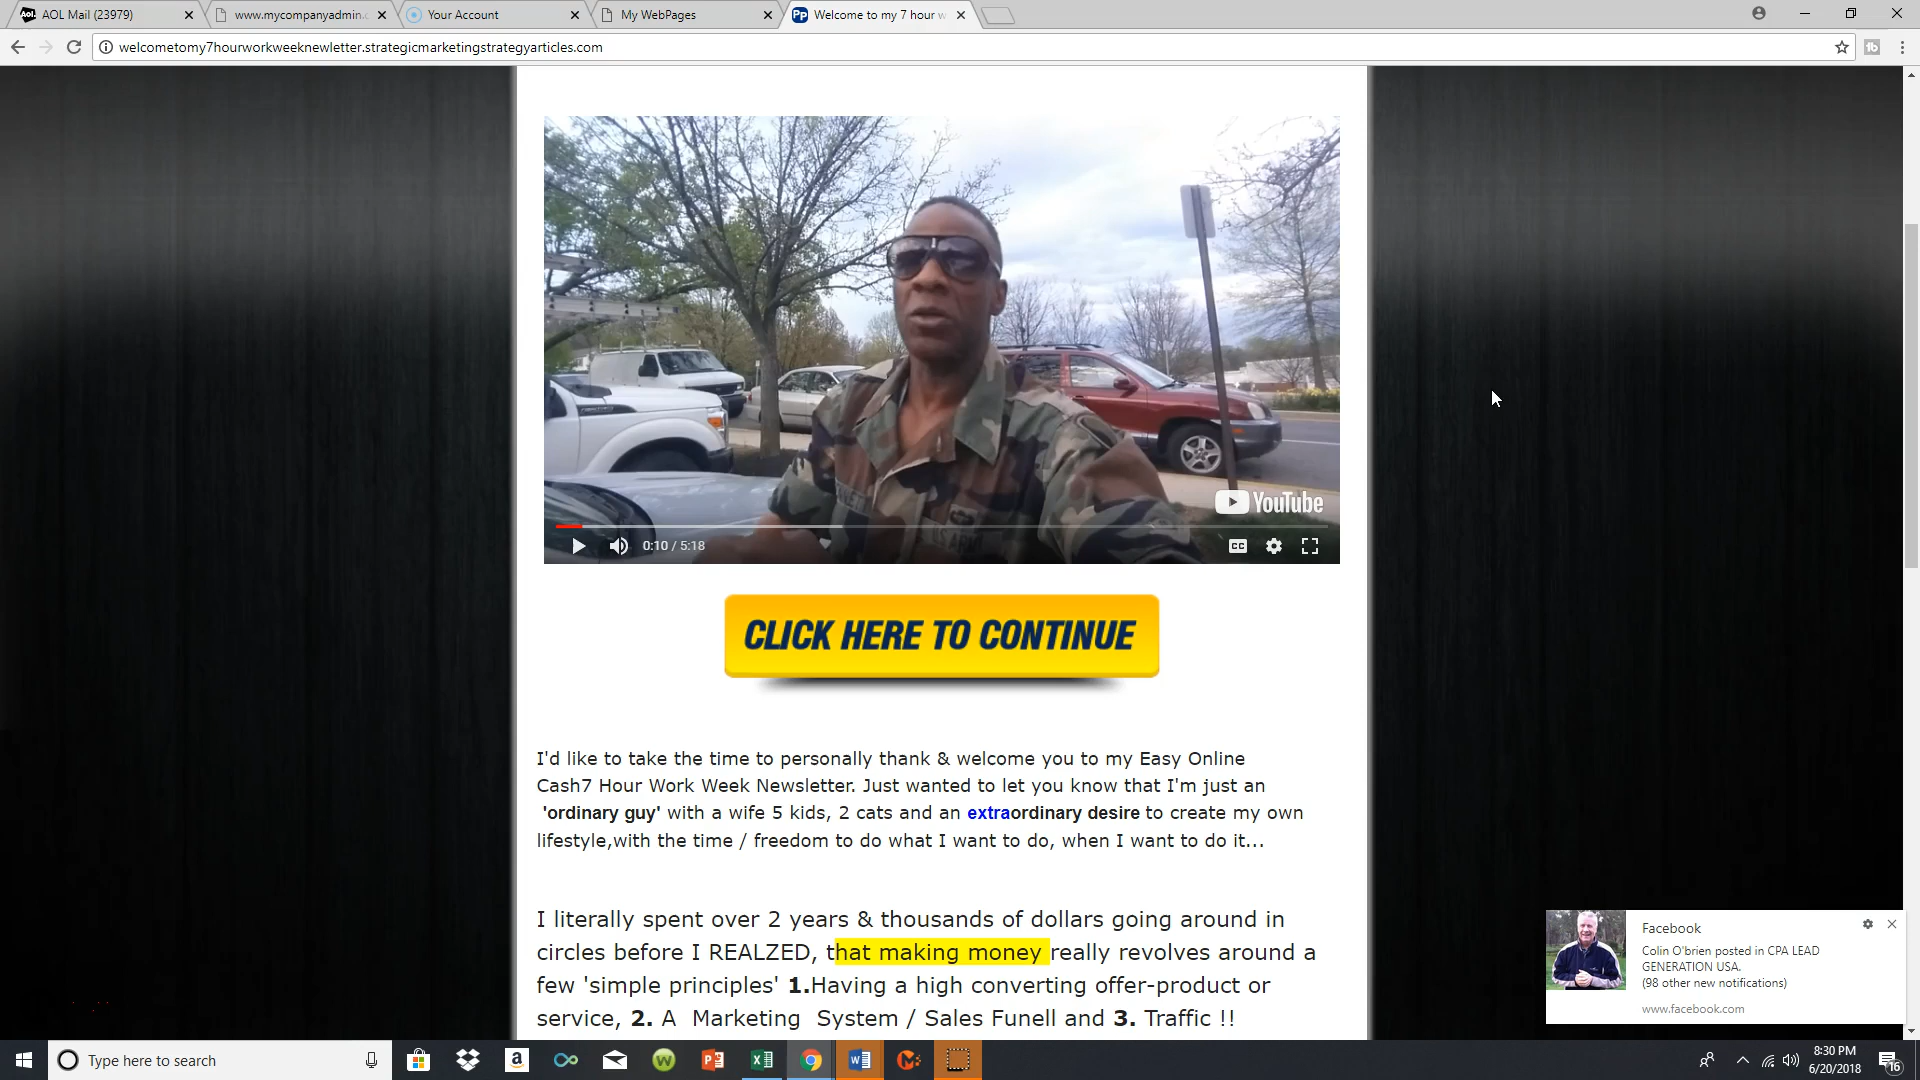 AOL Mail (23979)
www.mycompanyadmin.c
Your Account
My WebPages
Welcome to my 7 hour w
welcometomy7hourworkweeknewletter.strategicmarketingstrategyarticles.com
YouTube
0:10 / 5:18
CC
CLICK HERE TO CONTINUE
I'd like to take the time to personally thank & welcome you to my Easy Online
Cash7 Hour Work Week Newsletter. Just wanted to let you know that I'm just an
'ordinary guy' with a wife 5 kids, 2 cats and an extraordinary desire to create my own
lifestyle,with the time / freedom to do what I want to do, when I want to do it...
I literally spent over 2 years & thousands of dollars going around in
circles before I REALZED, that making money really revolves around a
few 'simple principles' 1.Having a high converting offer-product or
service, 2. A Marketing System / Sales Funell and 3. Traffic !!
Facebook
Colin O'brien posted in CPA LEAD
GENERATION USA.
(98 other new notifications)
www.facebook.com
Type here to search
8:30 PM
6/20/2018
16